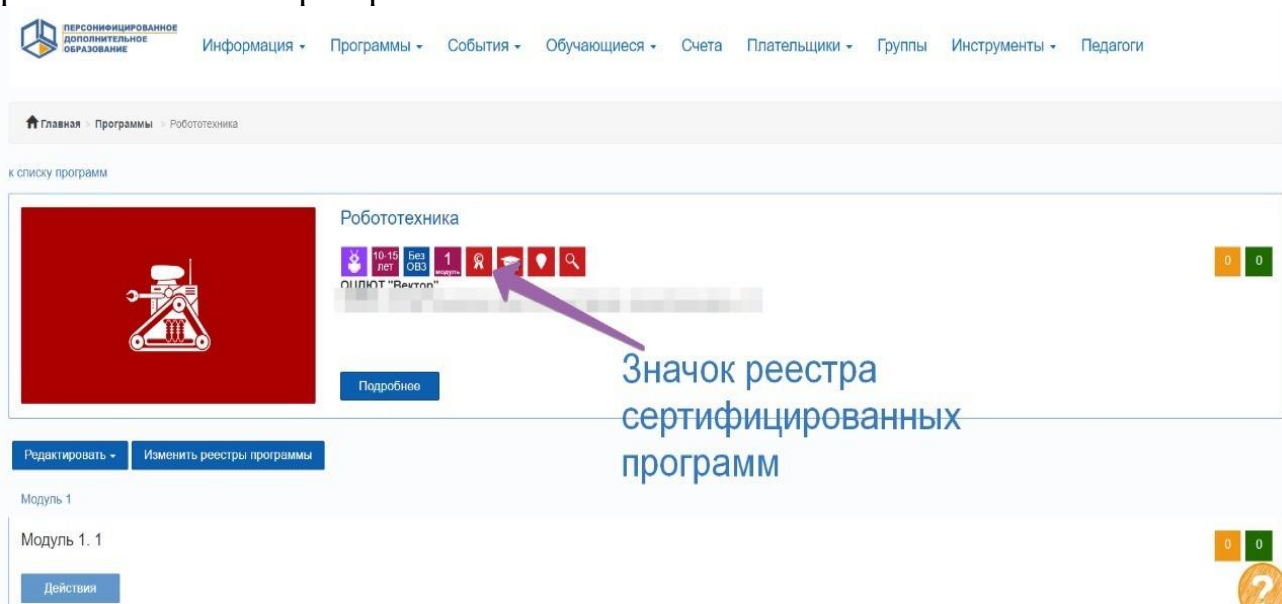 ПЕРСОНИФИЦИРОВАННОЕ
ДОПОЛНИТЕЛЬНОЕ
ОБРАЗОВАНИЕ
Информация Программы События Обучающиеся Счета Плательщики Группы Инструменты Педагоги
Главная > Программы > Робототехника
к списку программ
Робототехника
10-15 лет Без ОВЗ 1 модуль
0 0
"Вектор"
Значок реестра
сертифицированных
программ
Подробнее
Редактировать Изменить реестры программы
Модуль 1
Модуль 1. 1
0 0
Действия
?